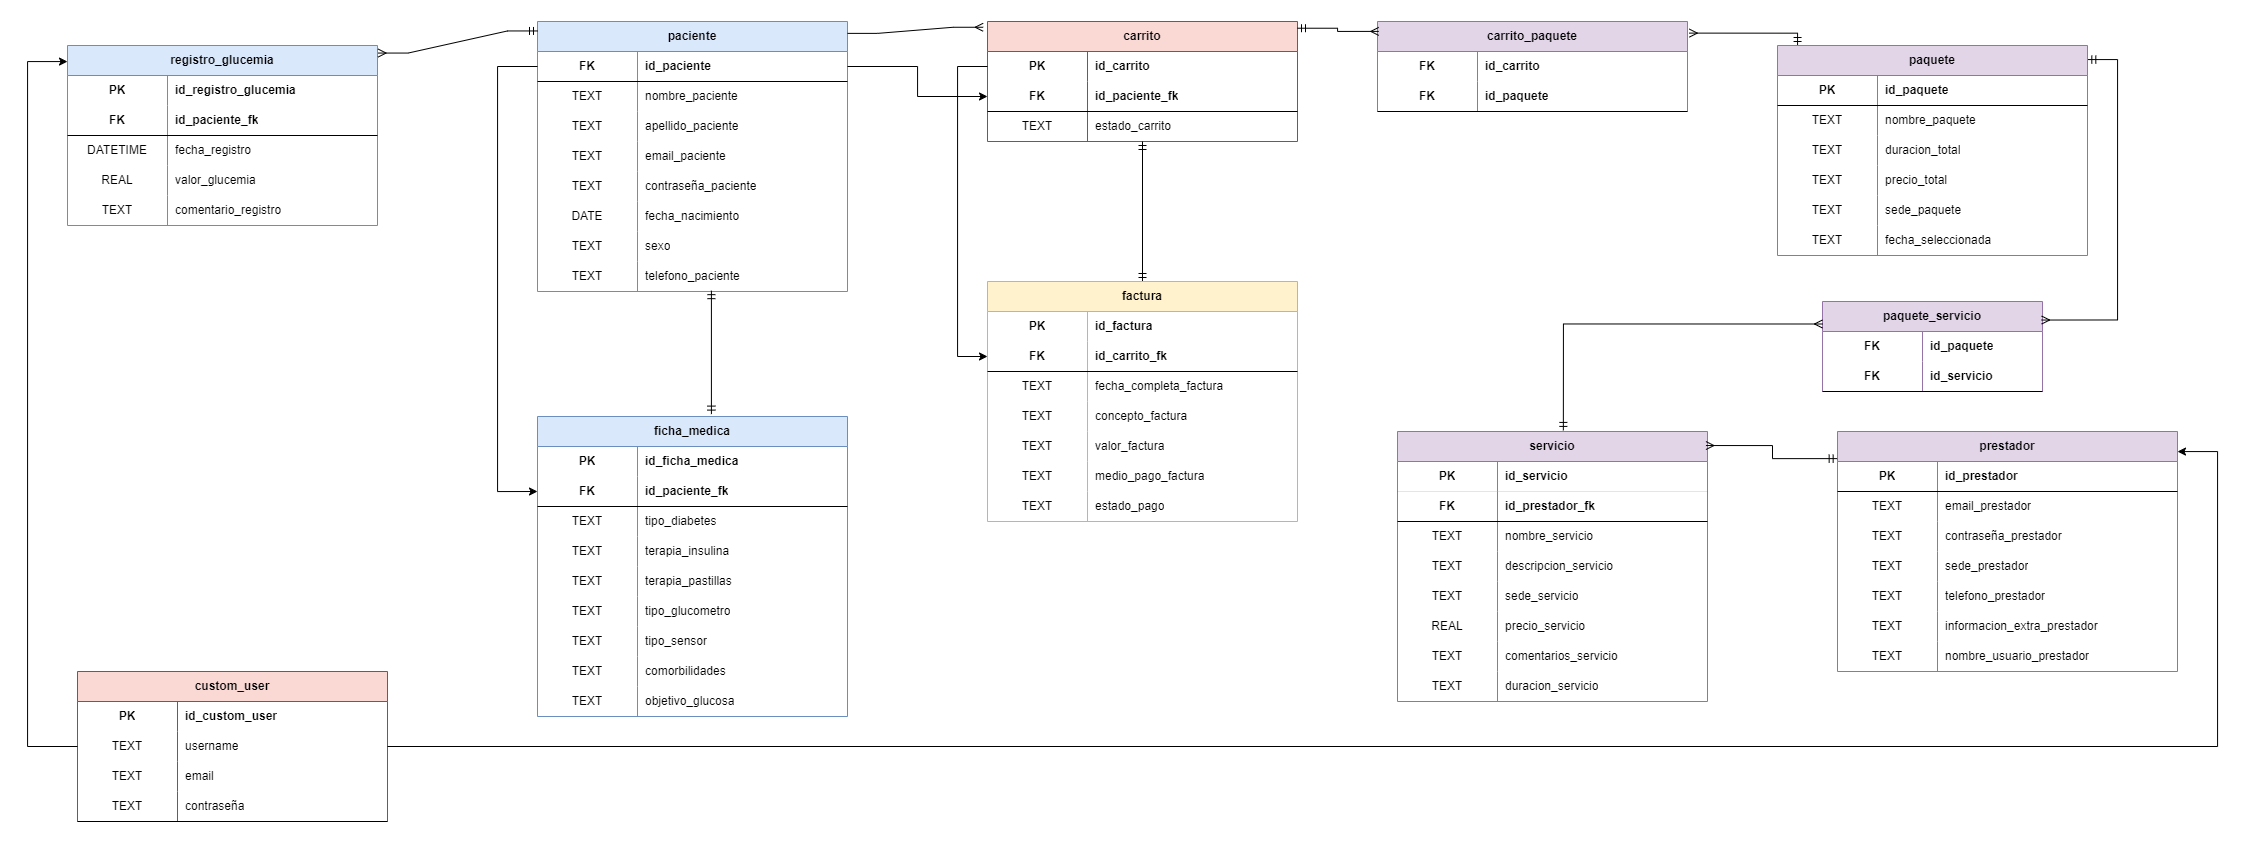 registro_glucemia
PK id_registro_glucemia
FK id_paciente_fk
DATETIME fecha_registro
REAL valor_glucemia
TEXT comentario_registro
paciente
FK id_paciente
TEXT nombre_paciente
TEXT apellido_paciente
TEXT email_paciente
TEXT contraseña_paciente
DATE fecha_nacimiento
TEXT sexo
TEXT telefono_paciente
carrito
PK id_carrito
FK id_paciente_fk
TEXT estado_carrito
carrito_paquete
FK id_carrito
FK id_paquete
paquete
PK id_paquete
TEXT nombre_paquete
TEXT duracion_total
TEXT precio_total
TEXT sede_paquete
TEXT fecha_seleccionada
factura
PK id_factura
FK id_carrito_fk
TEXT fecha_completa_factura
TEXT concepto_factura
TEXT valor_factura
TEXT medio_pago_factura
TEXT estado_pago
paquete_servicio
FK id_paquete
FK id_servicio
ficha_medica
PK id_ficha_medica
FK id_paciente_fk
TEXT tipo_diabetes
TEXT terapia_insulina
TEXT terapia_pastillas
TEXT tipo_glucometro
TEXT tipo_sensor
TEXT comorbilidades
TEXT objetivo_glucosa
servicio
PK id_servicio
FK id_prestador_fk
TEXT nombre_servicio
TEXT descripcion_servicio
TEXT sede_servicio
REAL precio_servicio
TEXT comentarios_servicio
TEXT duracion_servicio
prestador
PK id_prestador
TEXT email_prestador
TEXT contraseña_prestador
TEXT sede_prestador
TEXT telefono_prestador
TEXT informacion_extra_prestador
TEXT nombre_usuario_prestador
custom_user
PK id_custom_user
TEXT username
TEXT email
TEXT contraseña